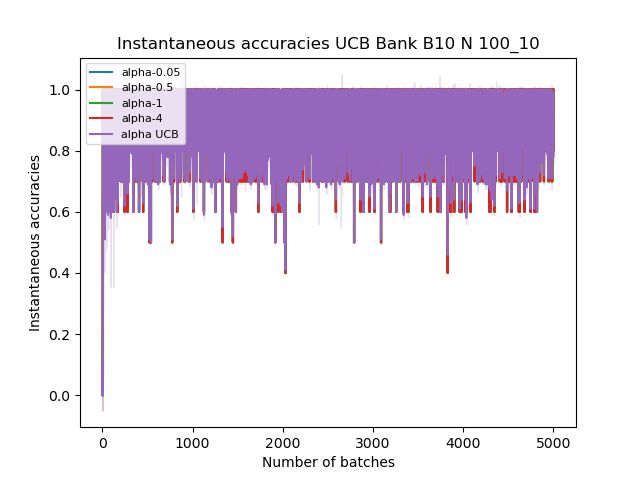 Instantaneous accuracies UCB Bank B10 N 100_10
alpha-0.05
alpha-0.5
alpha-1
alpha-4
alpha UCB
1.0
0.8
0.6
0.4
0.2
0.0
Instantaneous accuracies
0 1000 2000 3000 4000 5000
Number of batches